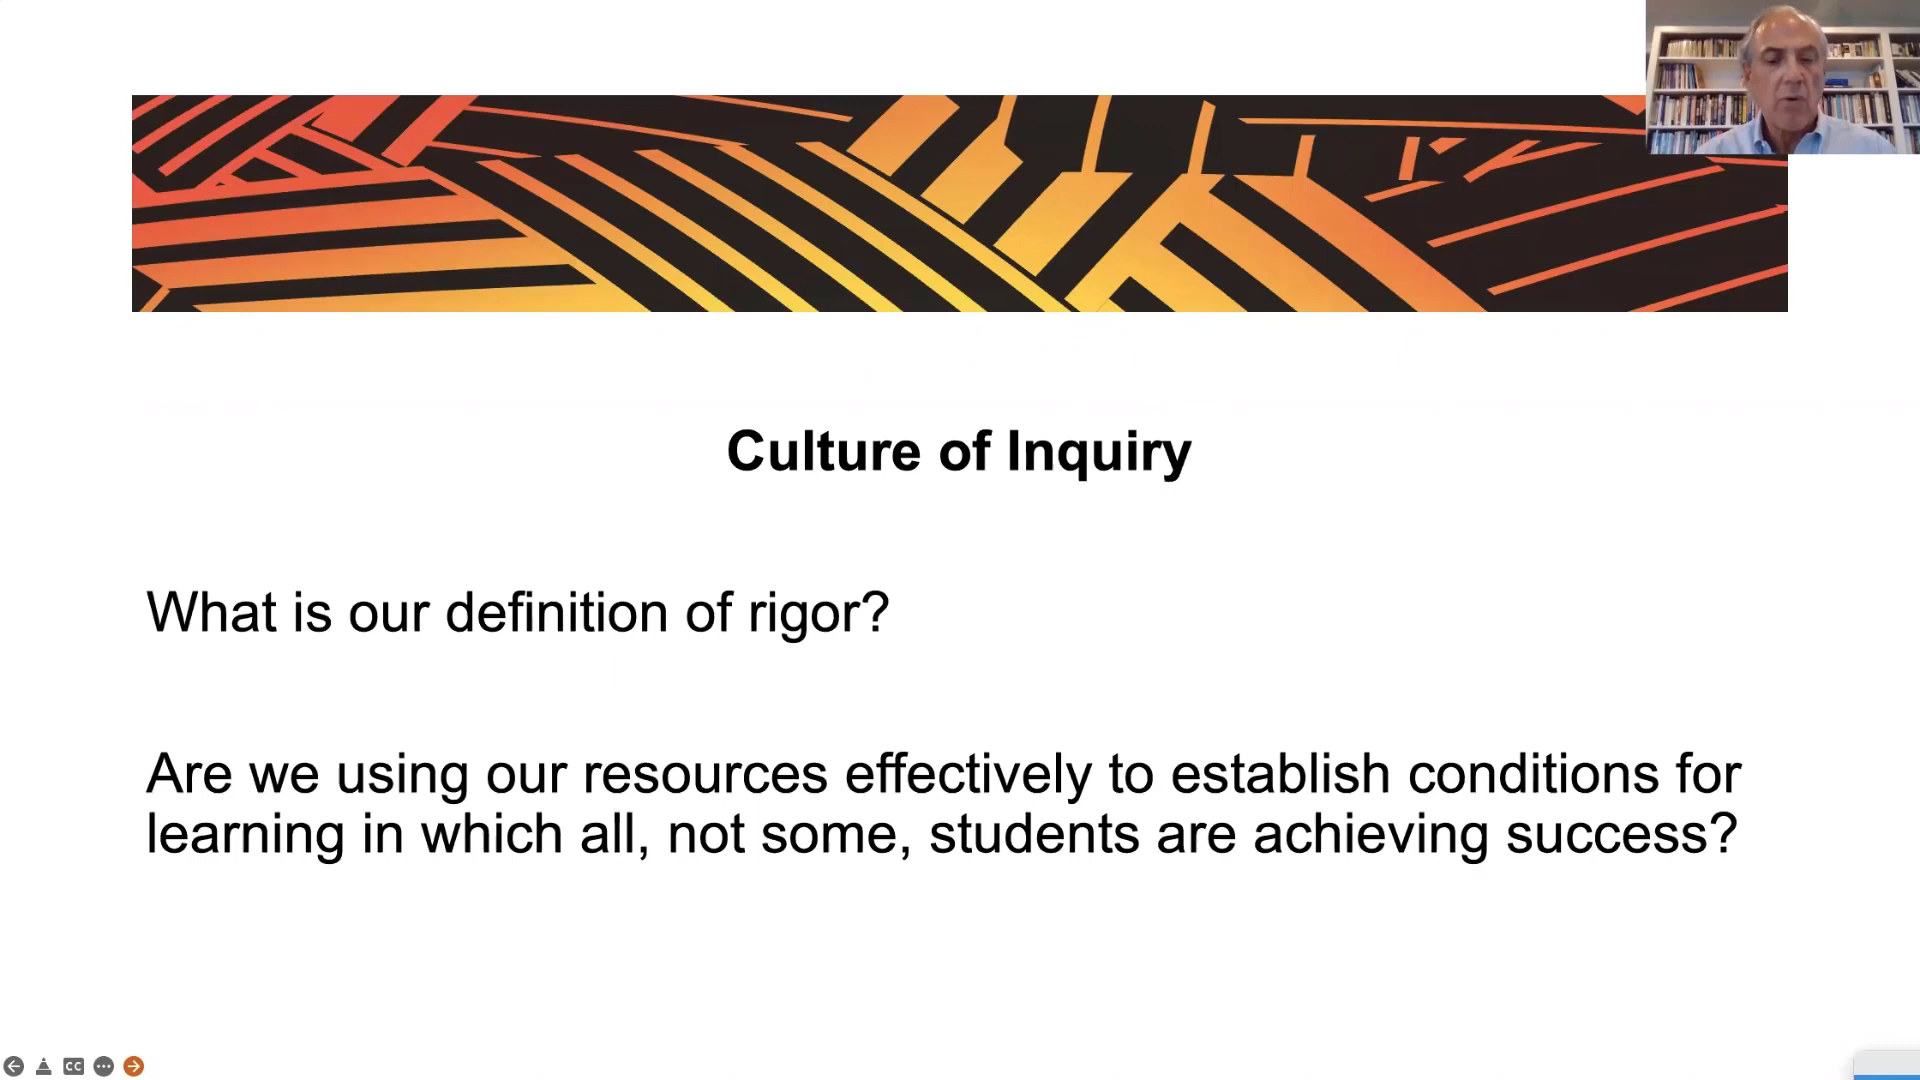 Culture of Inquiry
What is our definition of rigor?
Are we using our resources effectively to establish conditions for
learning in which all, not some, students are achieving success?
CC